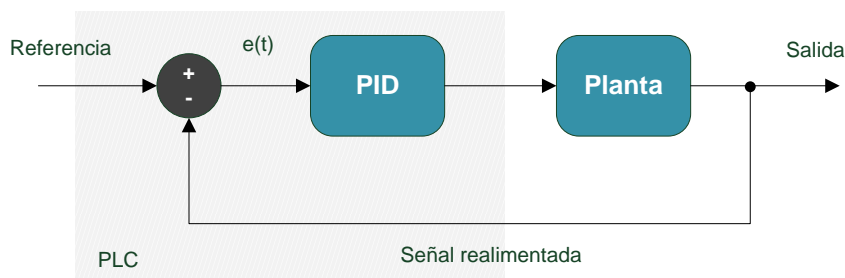 Referencia
e(t)
Salida
+
-
PID
Planta
Señal realimentada
PLC